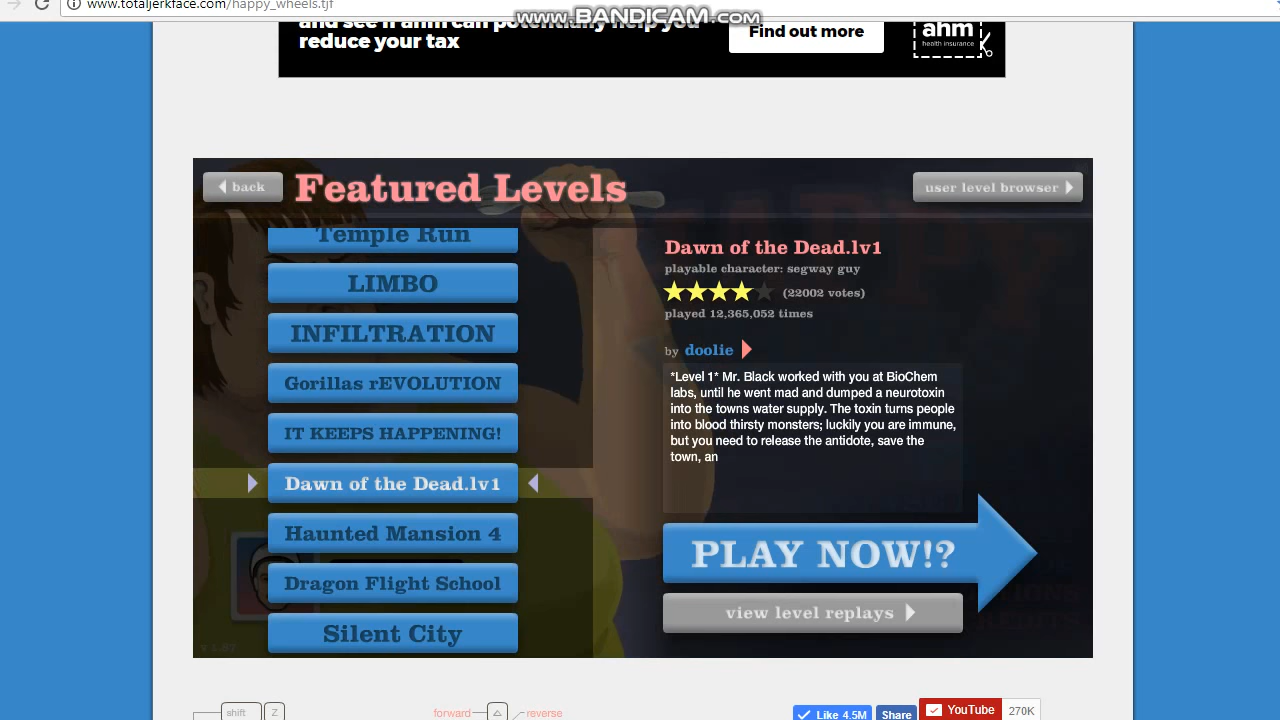 www.totaljerkface.com/happy_wheels.tjf
www.BANDICAM.com
reduce your tax
Find out more
ahm
health insurance
back
Featured Levels
user level browser
Temple Run
LIMBO
INFILTRATION
Gorillas rEVOLUTION
IT KEEPS HAPPENING!
Dawn of the Dead.lv1
Haunted Mansion 4
Dragon Flight School
Silent City
v 1.87
Dawn of the Dead.lv1
playable character: segway guy
(22002 votes)
played 12,365,052 times
by doolie
*Level 1* Mr. Black worked with you at BioChem
labs, until he went mad and dumped a neurotoxin
into the towns water supply. The toxin turns people
into blood thirsty monsters; luckily you are immune,
but you need to release the antidote, save the
town, an
PLAY NOW!?
view level replays
shift Z
forward reverse
Like 4.5M Share YouTube 270K